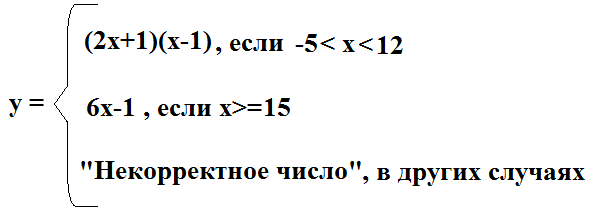 (2x+1)(x-1), если -5< x<12
y =
6x-1 , если x>=15
"Некорректное число", в других случаях